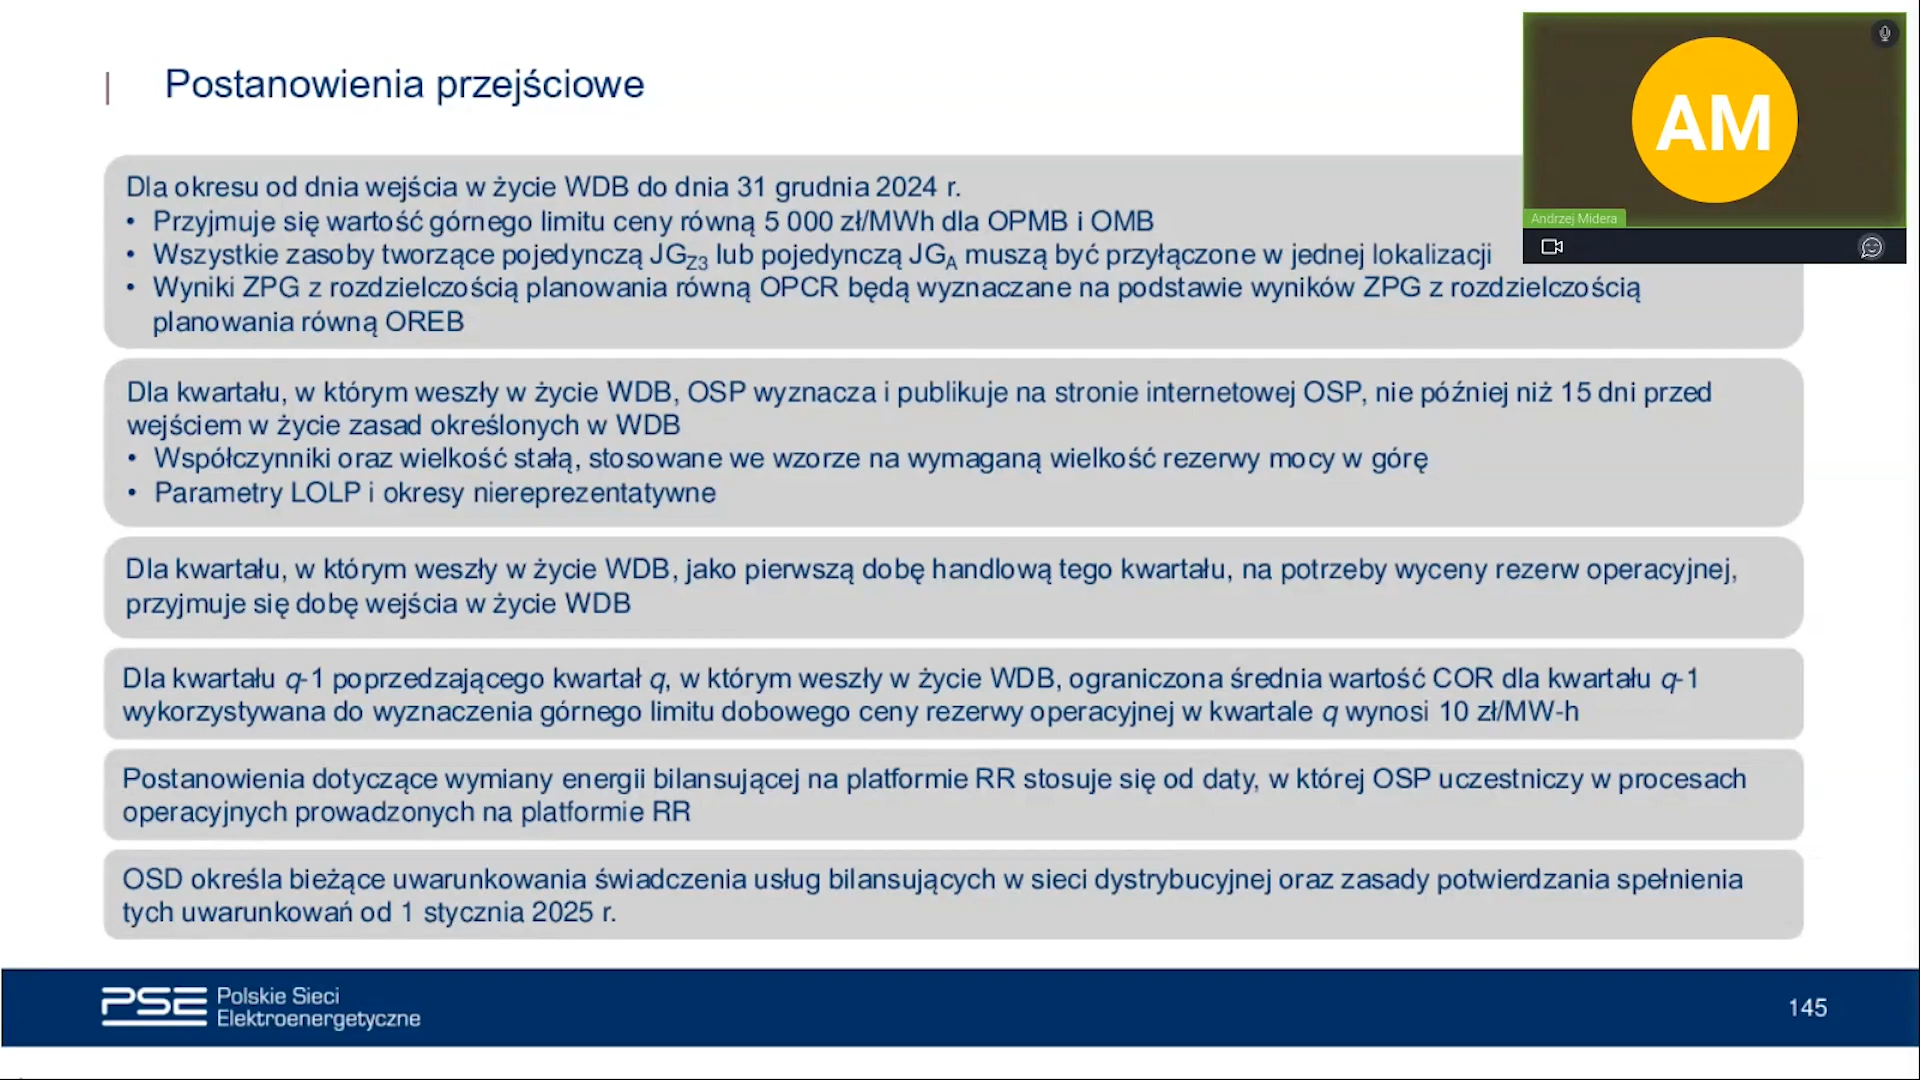 Postanowienia przejściowe
AM
Andrzej Midera
Dla okresu od dnia wejścia w życie WDB do dnia 31 grudnia 2024 r.
• Przyjmuje się wartość górnego limitu ceny równą 5 000 zł/MWh dla OPMB i OMB
• Wszystkie zasoby tworzące pojedynczą JGZ3 lub pojedynczą JGA muszą być przyłączone w jednej lokalizacji
• Wyniki ZPG z rozdzielczością planowania równą OPCR będą wyznaczane na podstawie wyników ZPG z rozdzielczością
planowania równą OREB
Dla kwartału, w którym weszły w życie WDB, OSP wyznacza i publikuje na stronie internetowej OSP, nie później niż 15 dni przed
wejściem w życie zasad określonych w WDB
• Współczynniki oraz wielkość stałą, stosowane we wzorze na wymaganą wielkość rezerwy mocy w górę
• Parametry LOLP i okresy niereprezentatywne
Dla kwartału, w którym weszły w życie WDB, jako pierwszą dobę handlową tego kwartału, na potrzeby wyceny rezerw operacyjnej,
przyjmuje się dobę wejścia w życie WDB
Dla kwartału q-1 poprzedzającego kwartał q, w którym weszły w życie WDB, ograniczona średnia wartość COR dla kwartału q-1
wykorzystywana do wyznaczenia górnego limitu dobowego ceny rezerwy operacyjnej w kwartale q wynosi 10 zł/MW-h
Postanowienia dotyczące wymiany energii bilansującej na platformie RR stosuje się od daty, w której OSP uczestniczy w procesach
operacyjnych prowadzonych na platformie RR
OSD określa bieżące uwarunkowania świadczenia usług bilansujących w sieci dystrybucyjnej oraz zasady potwierdzania spełnienia
tych uwarunkowań od 1 stycznia 2025 r.
PSE Polskie Sieci
Elektroenergetyczne
145